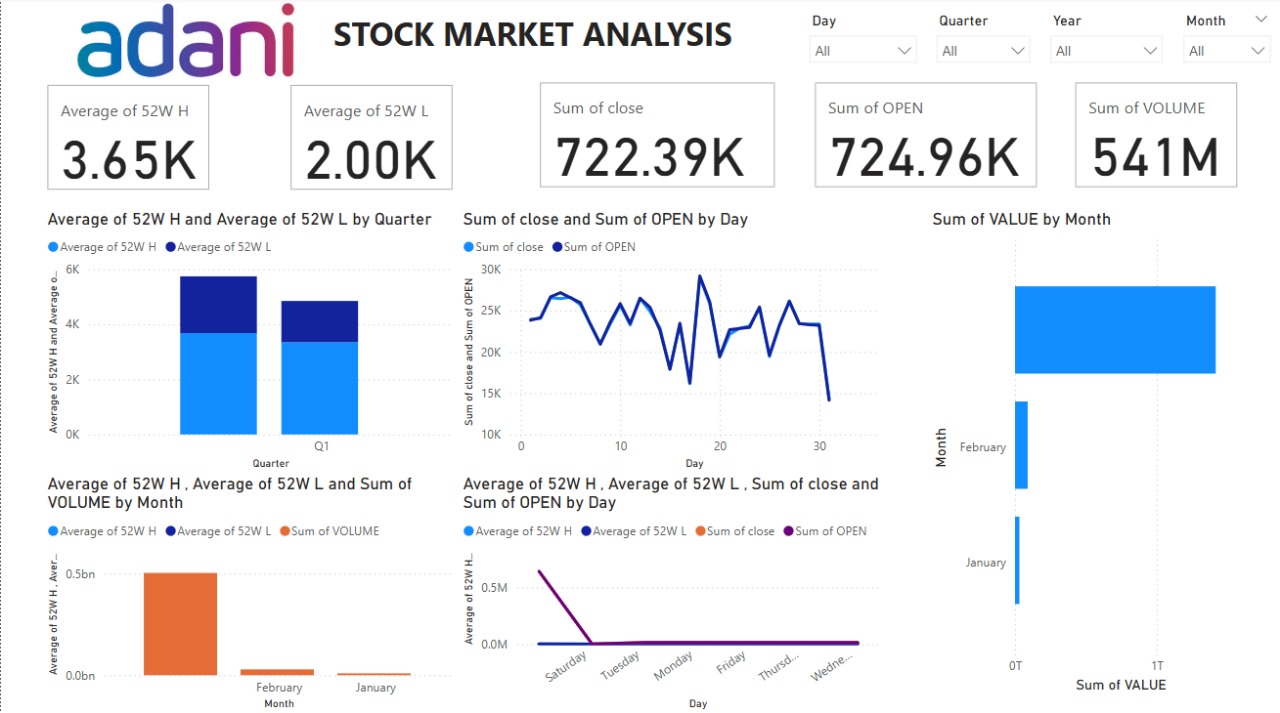 adani
STOCK MARKET ANALYSIS
Day
Quarter
Year
Month
All
All
All
All
Average of 52W H
3.65K
Average of 52W L
2.00K
Sum of close
722.39K
Sum of OPEN
724.96K
Sum of VOLUME
541M
Average of 52W H and Average of 52W L by Quarter
Average of 52W H Average of 52W L
Average of 52W H and Average o...
6K
4K
2K
0K
Q1
Quarter
Sum of close and Sum of OPEN by Day
Sum of close Sum of OPEN
Sum of close and Sum of OPEN
30K
25K
20K
15K
10K
0 10 20 30
Day
Sum of VALUE by Month
Month
February
January
0T 1T
Sum of VALUE
Average of 52W H , Average of 52W L and Sum of
VOLUME by Month
Average of 52W H Average of 52W L Sum of VOLUME
Average of 52W H , Aver...
0.5bn
0.0bn
February January
Month
Average of 52W H , Average of 52W L , Sum of close and
Sum of OPEN by Day
Average of 52W H Average of 52W L Sum of close Sum of OPEN
Average of 52W H...
0.5M
0.0M
Saturday Tuesday Monday Friday Thursd... Wedne...
Day